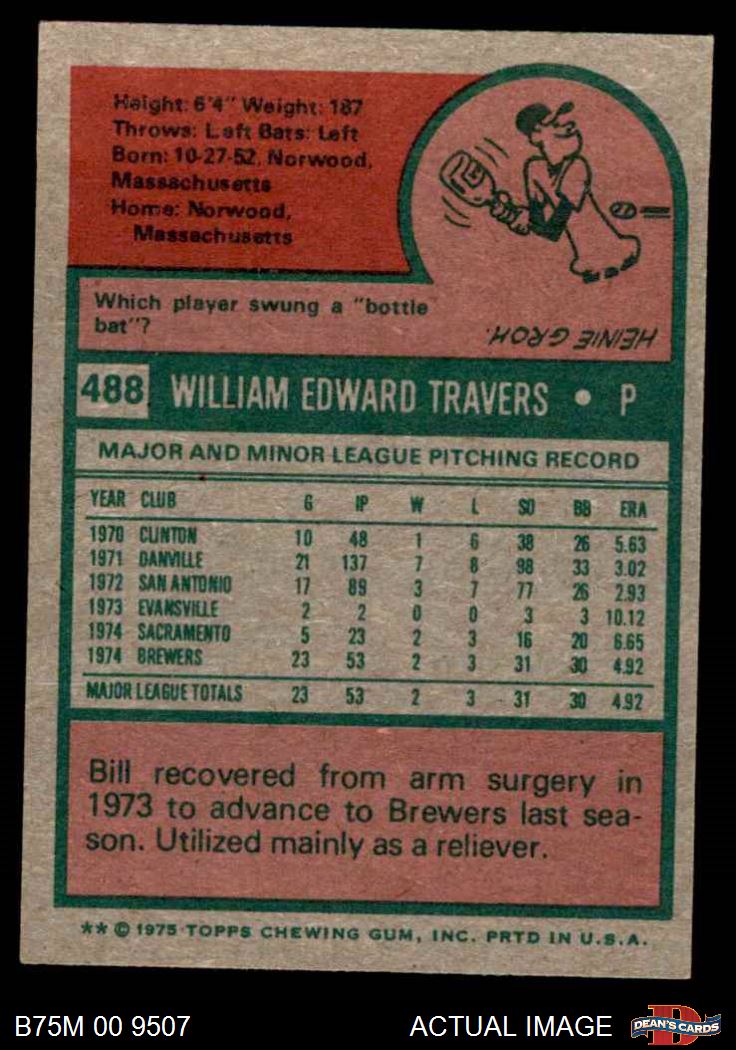 Height: 6'4" Weight: 187
Throws: Left Bats: Left
Born: 10-27-52, Norwood,
Massachusetts
Home: Norwood,
Massachusetts
Which player swung a "bottle
bat"?
HEINIE GROH.
488 WILLIAM EDWARD TRAVERS • P
MAJOR AND MINOR LEAGUE PITCHING RECORD
YEAR CLUB G IP W L SO BB ERA
1970 CLINTON 10 48 1 6 38 26 5.63
1971 DANVILLE 21 137 7 8 98 33 3.02
1972 SAN ANTONIO 17 89 3 7 77 26 2.93
1973 EVANSVILLE 2 2 0 0 3 3 10.12
1974 SACRAMENTO 5 23 2 3 16 20 6.65
1974 BREWERS 23 53 2 3 31 30 4.92
MAJOR LEAGUE TOTALS 23 53 2 3 31 30 4.92
Bill recovered from arm surgery in
1973 to advance to Brewers last sea-
son. Utilized mainly as a reliever.
** © 1975 TOPPS CHEWING GUM, INC. PRTD IN U.S.A.
B75M 00 9507 ACTUAL IMAGE DEAN'S CARDS